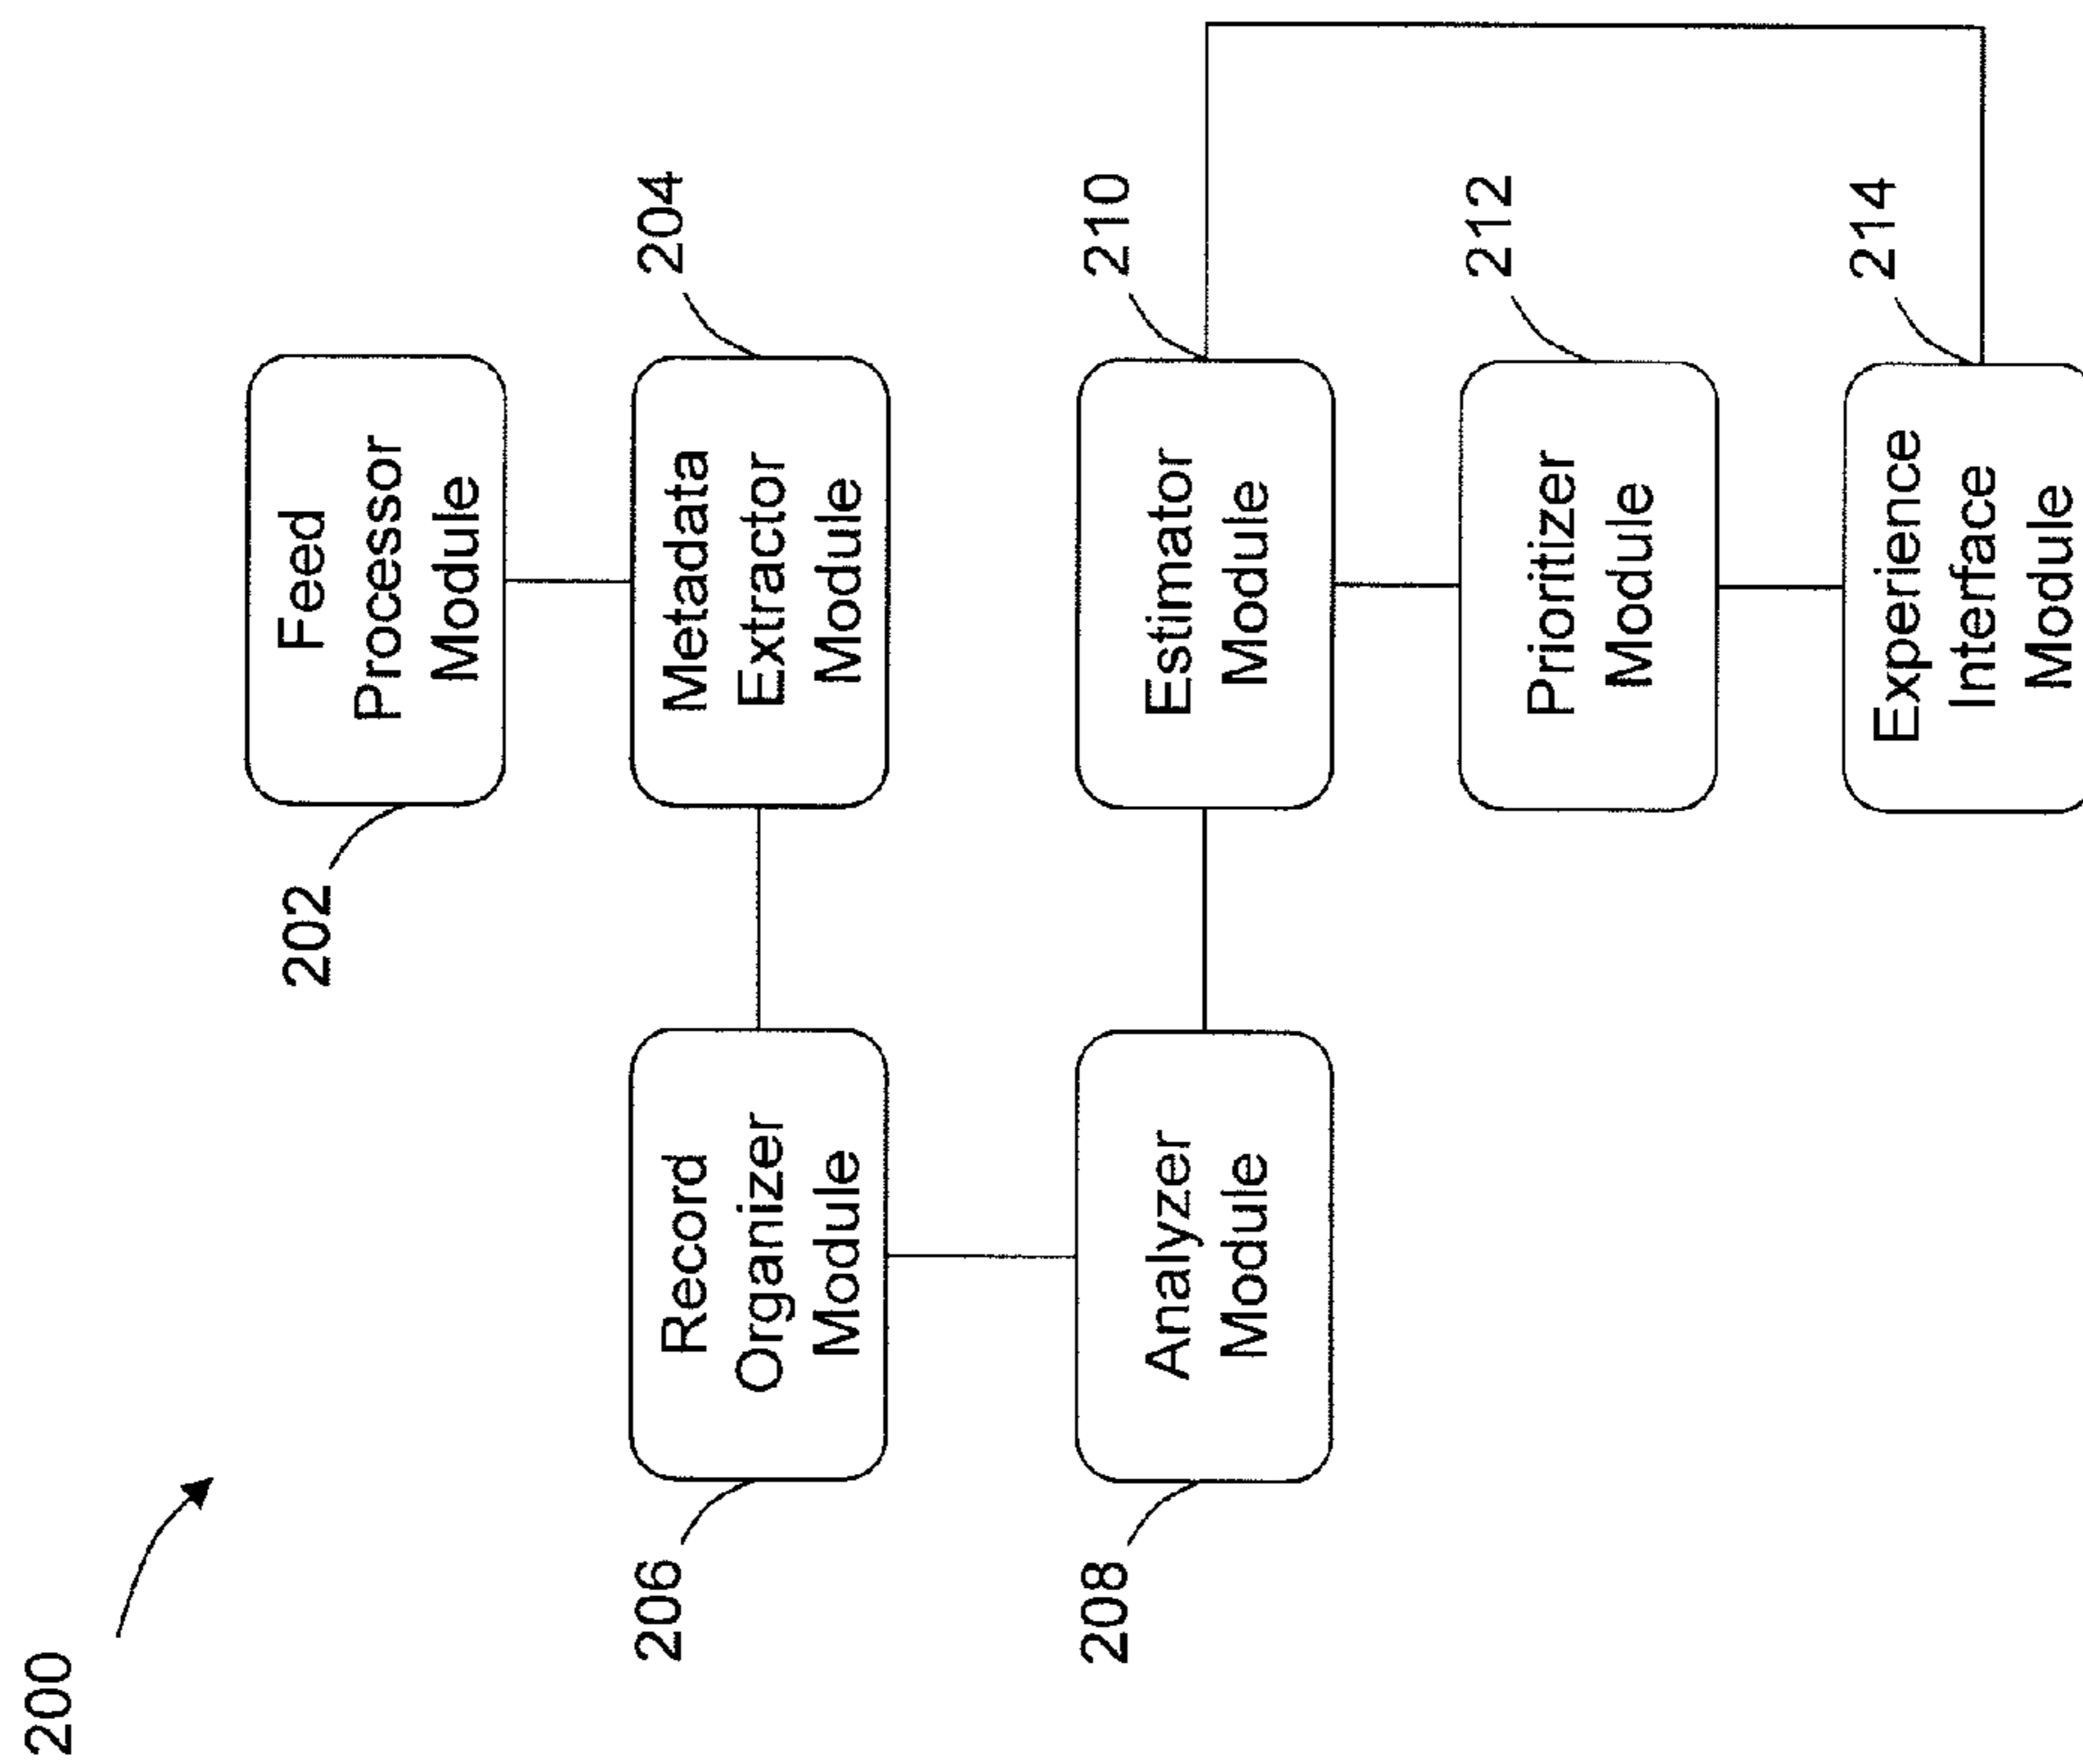 200
202
Feed
Processor
Module
204
Metadata
Extractor
Module
206
Record
Organizer
Module
208
Analyzer
Module
210
Estimator
Module
212
Prioritizer
Module
214
Experience
Interface
Module